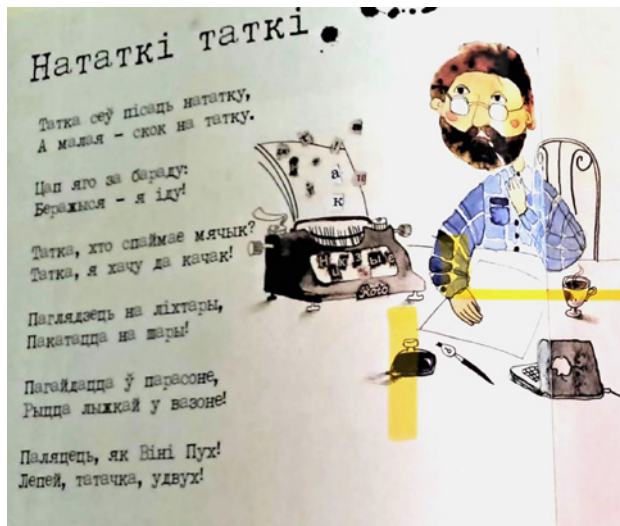 Нататкі таткі
Татка сеў пісаць нататку,
А малая – скок на татку.
Цап яго за бараду:
Беражыся – я іду!
Татка, хто спаймае мячык?
Татка, я хачу да качак!
Паглядзець на ліхтары,
Пакатацца на шары!
Пагайдацца ў парасоне,
Рыцца лыжкай у вазоне!
Паляцець, як Віні Пух!
Лепей, татачка, удвух!
а
к